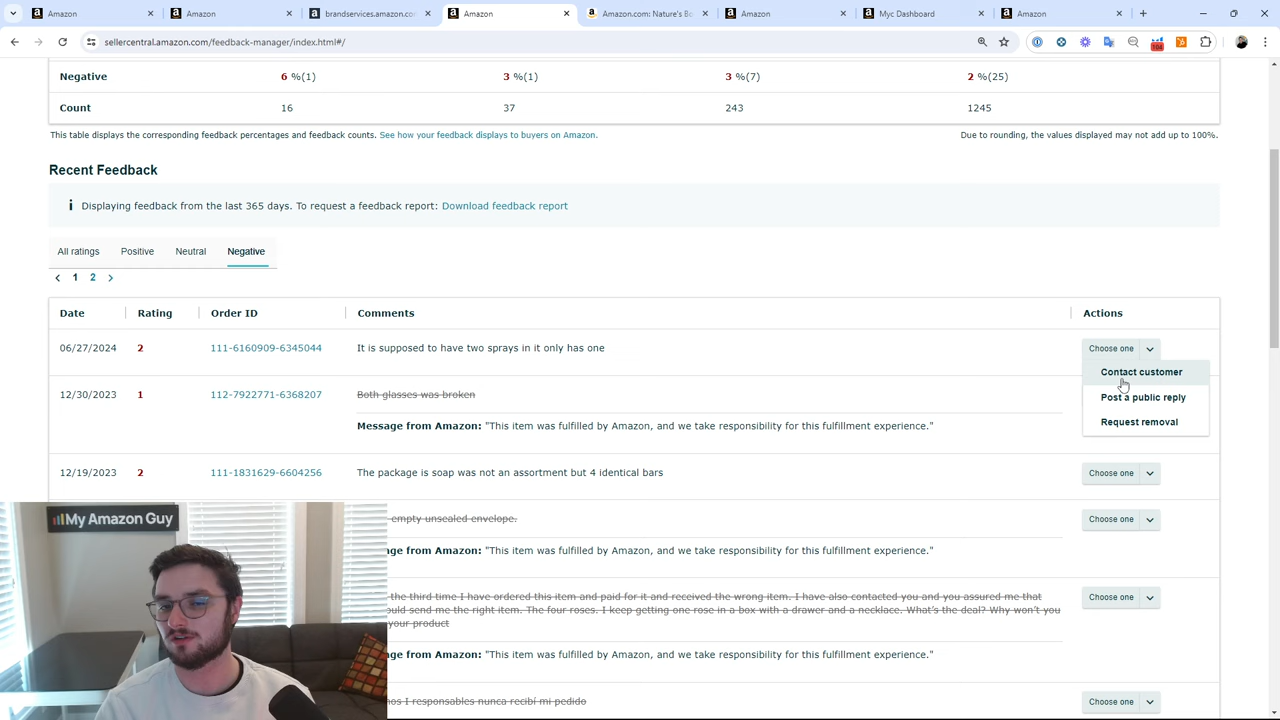 Amazon
Amazon
brandservices.amazon.co
Amazon
Amazon.com: Nature's Bo
Amazon
Myc Dashboard
Amazon
sellercentral.amazon.com/feedback-manager/index.html#/
104
Negative 6 %(1) 3 %(1) 3 %(7) 2 %(25)
Count 16 37 243 1245
This table displays the corresponding feedback percentages and feedback counts. See how your feedback displays to buyers on Amazon. Due to rounding, the values displayed may not add up to 100%.
Recent Feedback
Displaying feedback from the last 365 days. To request a feedback report: Download feedback report
All ratings Positive Neutral Negative
1 2
Date Rating Order ID Comments Actions
06/27/2024 2 111-6160909-6345044 It is supposed to have two sprays in it only has one Choose one
Contact customer
Post a public reply
Request removal
12/30/2023 1 112-7922771-6368207 Both glasses was broken
Message from Amazon: "This item was fulfilled by Amazon, and we take responsibility for this fulfillment experience."
12/19/2023 2 111-1831629-6604256 The package is soap was not an assortment but 4 identical bars Choose one
empty unsealed envelope. Choose one
age from Amazon: "This item was fulfilled by Amazon, and we take responsibility for this fulfillment experience."
the third time I have ordered this item and paid for it and received the wrong item. I have also contacted you and you assured me that Choose one
ould send me the right item. The four roses. I keep getting one rose in a box with a drawer and a necklace. What's the deal? Why won't you
your product
age from Amazon: "This item was fulfilled by Amazon, and we take responsibility for this fulfillment experience."
nos I responsables nunca recibí mi pedido Choose one
My Amazon Guy